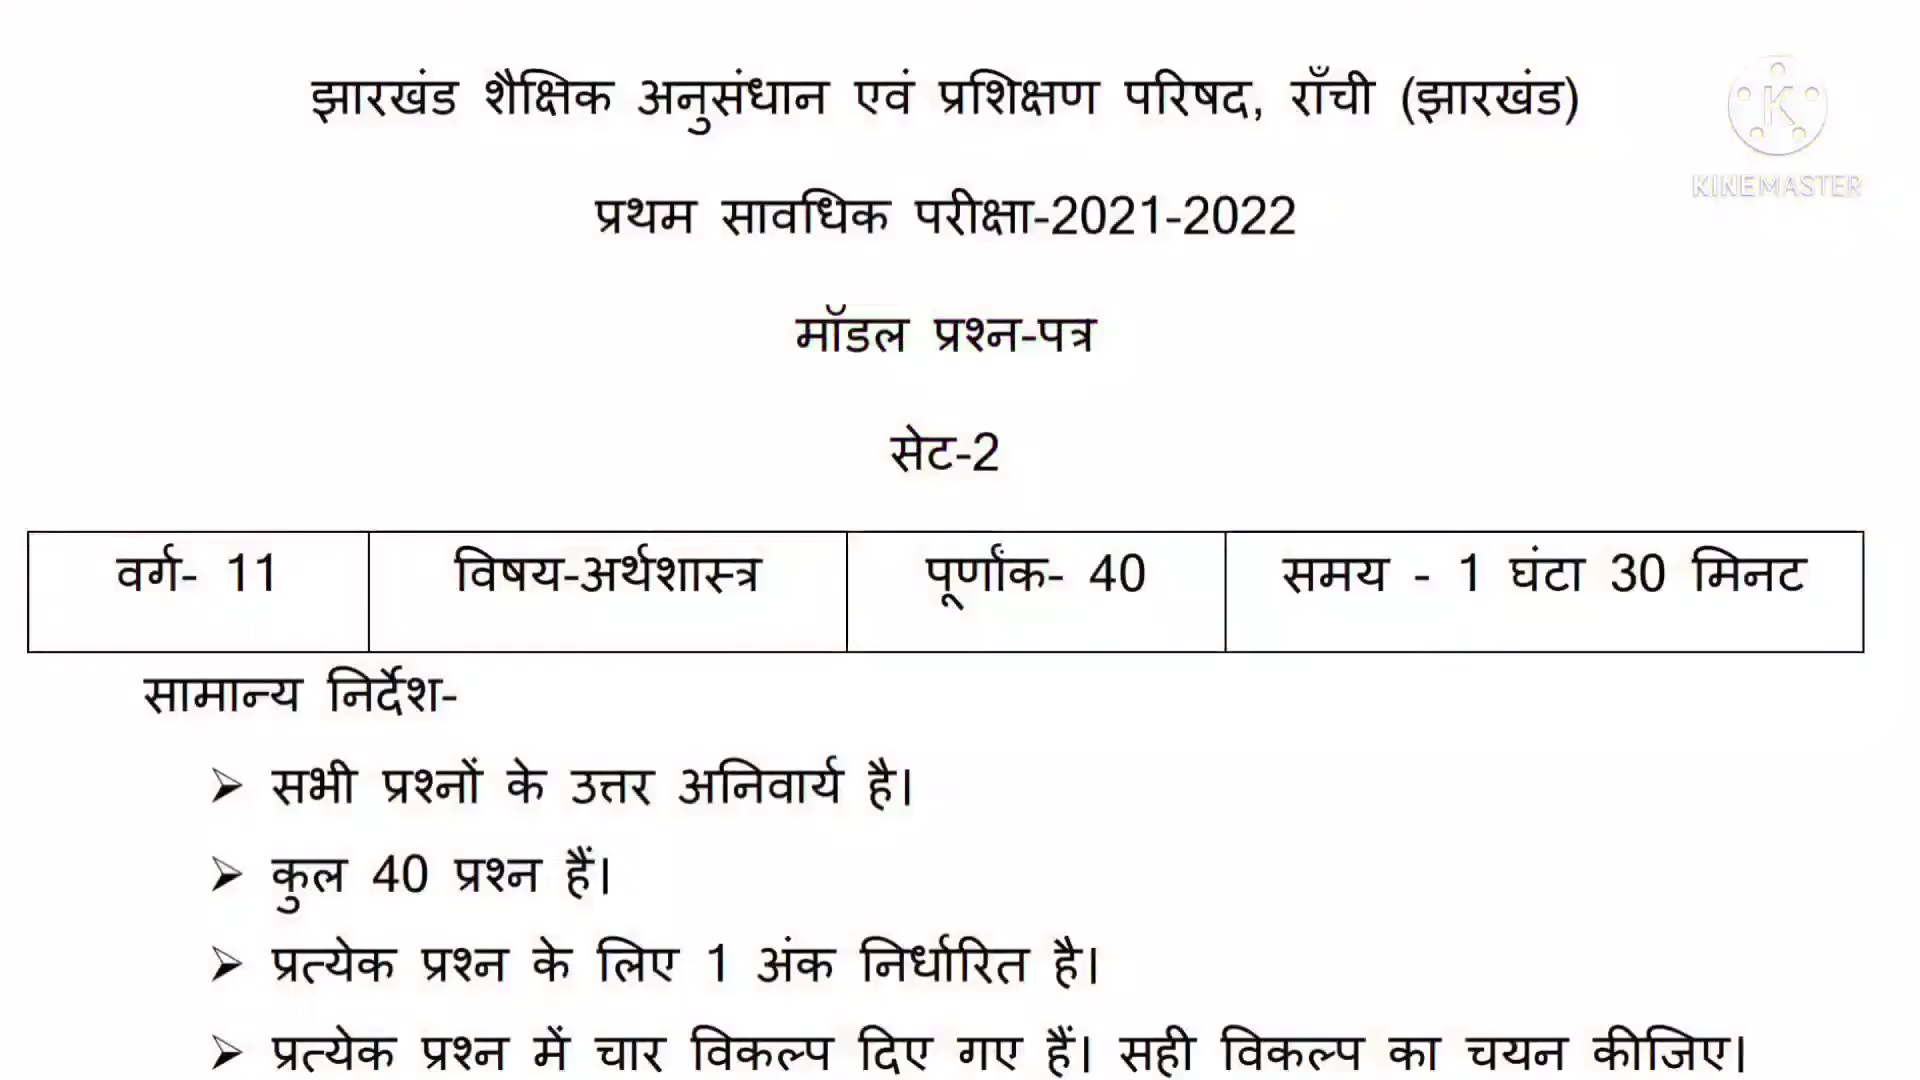 झारखंड शैक्षिक अनुसंधान एवं प्रशिक्षण परिषद, राँची (झारखंड)
K
KINEMASTER
प्रथम सावधिक परीक्षा-2021-2022
मॉडल प्रश्न-पत्र
सेट-2
वर्ग- 11 विषय-अर्थशास्त्र पूर्णांक- 40 समय - 1 घंटा 30 मिनट
सामान्य निर्देश-
➢ सभी प्रश्नों के उत्तर अनिवार्य है।
➢ कुल 40 प्रश्न हैं।
➢ प्रत्येक प्रश्न के लिए 1 अंक निर्धारित है।
➢ प्रत्येक प्रश्न में चार विकल्प दिए गए हैं। सही विकल्प का चयन कीजिए।